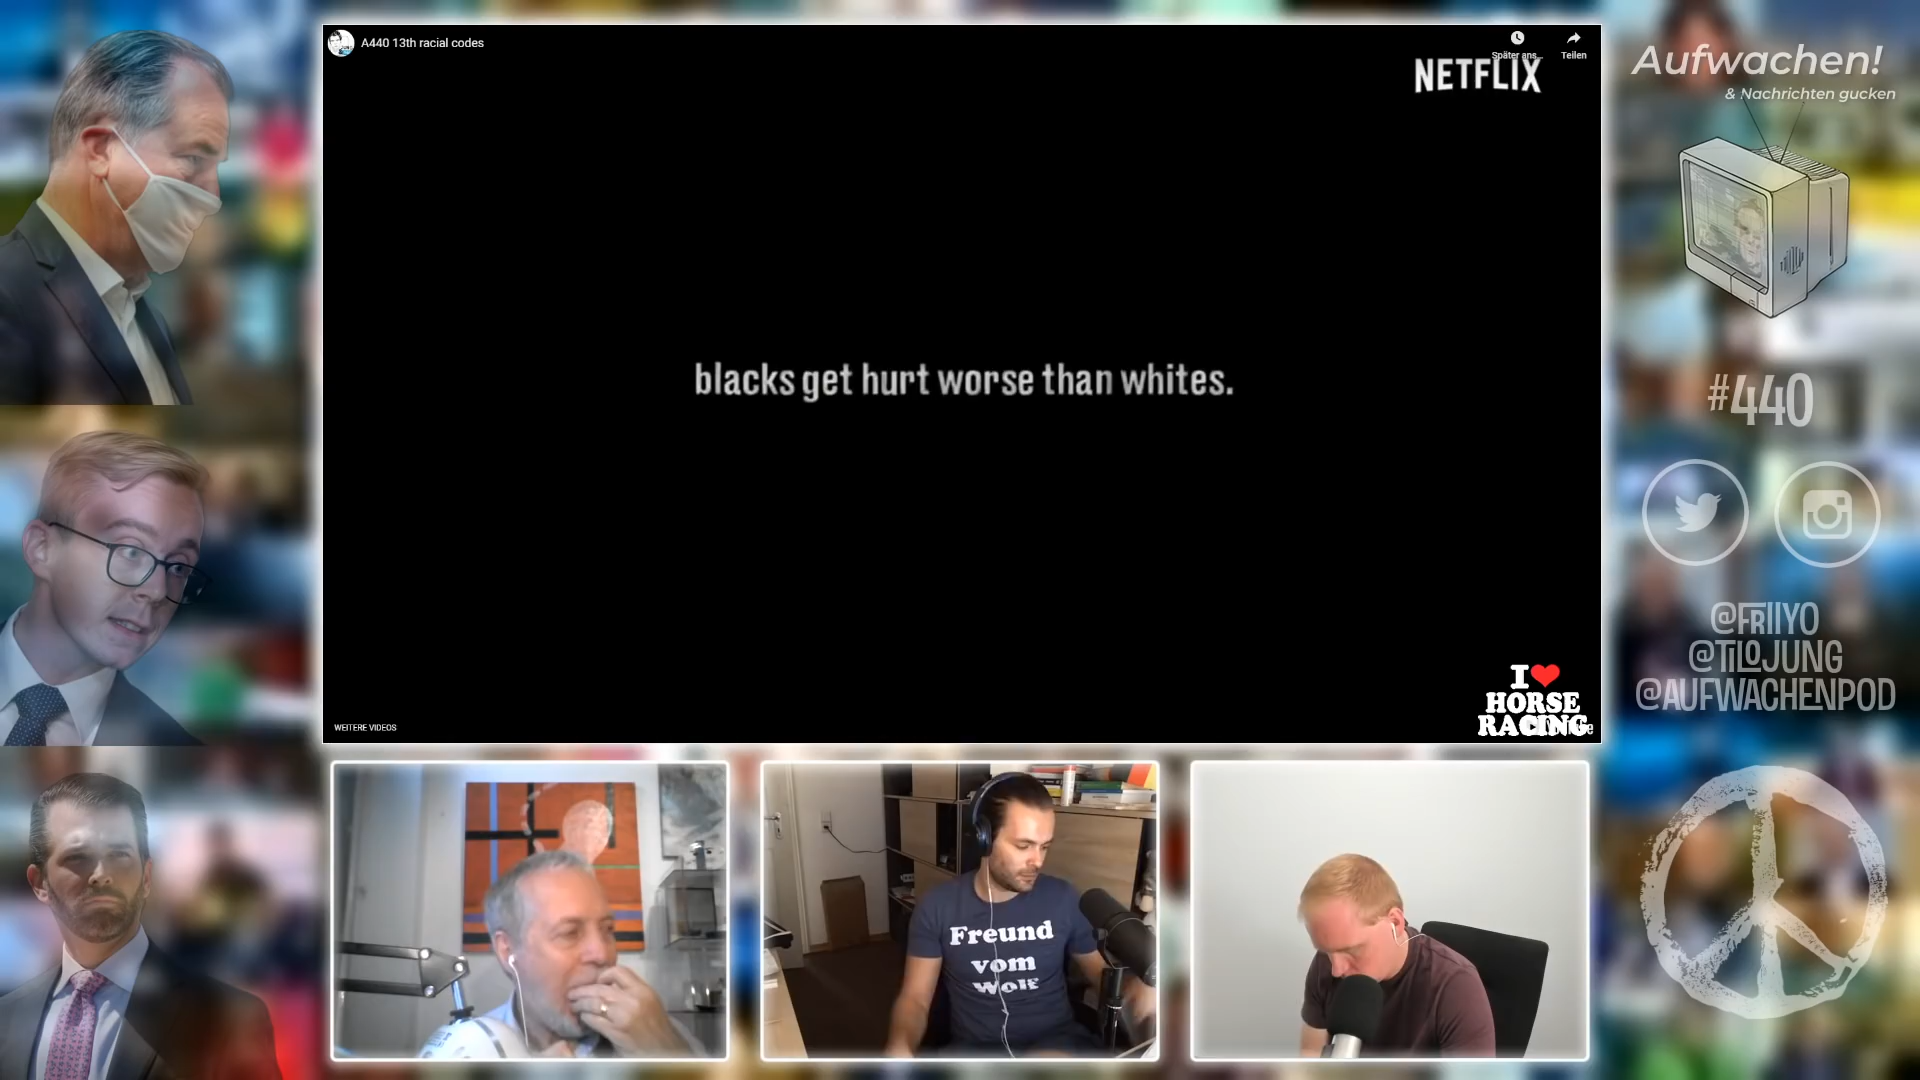 A440 13th racial codes
Später ans...
Teilen
NETFLIX
blacks get hurt worse than whites.
WEITERE VIDEOS
I
HORSE
RACING
Aufwachen!
& Nachrichten gucken
#440
@FRIIYO
@TILOJUNG
@AUFWACHENPOD
Freund
vom
Wolf